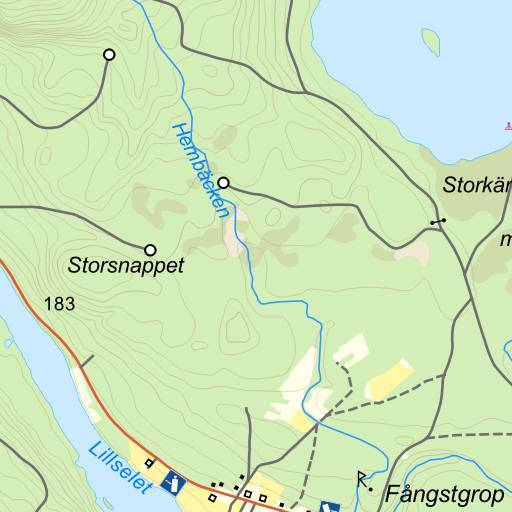 Hembäcken
Storkär
m
Storsnappet
183
Lillselet
R
Fångstgrop